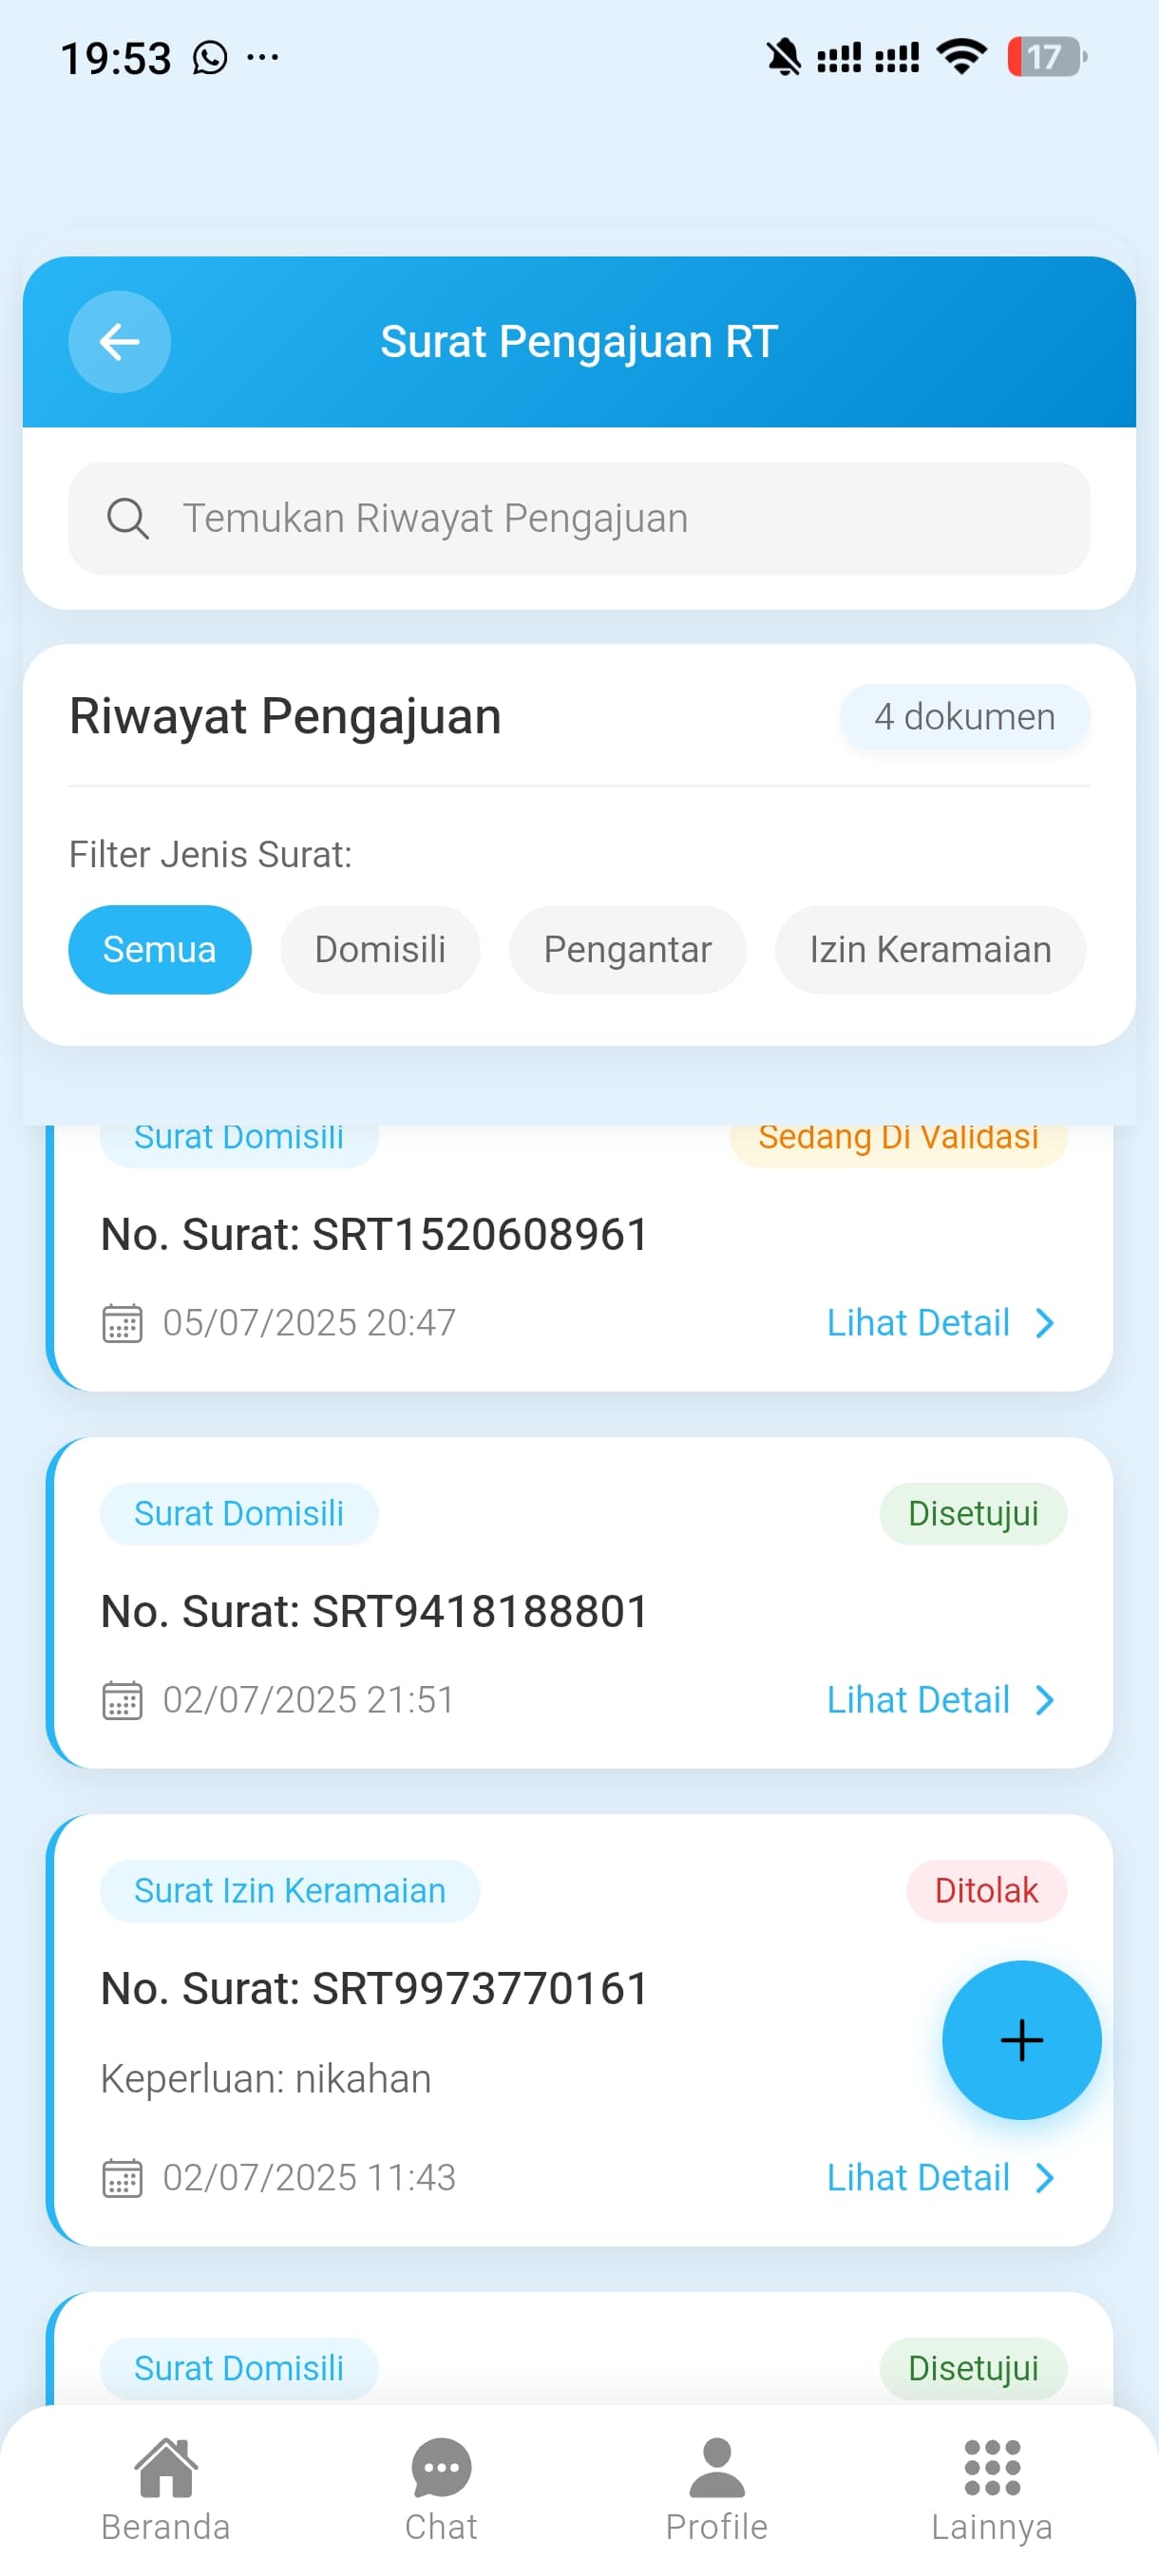 19:53
17
Surat Pengajuan RT
Temukan Riwayat Pengajuan
Riwayat Pengajuan
4 dokumen
Filter Jenis Surat:
Semua
Domisili
Pengantar
Izin Keramaian
Surat Domisili
Sedang Di Validasi
No. Surat: SRT1520608961
05/07/2025 20:47
Lihat Detail
Surat Domisili
Disetujui
No. Surat: SRT9418188801
02/07/2025 21:51
Lihat Detail
Surat Izin Keramaian
Ditolak
No. Surat: SRT9973770161
Keperluan: nikahan
02/07/2025 11:43
Lihat Detail
Surat Domisili
Disetujui
Beranda
Chat
Profile
Lainnya